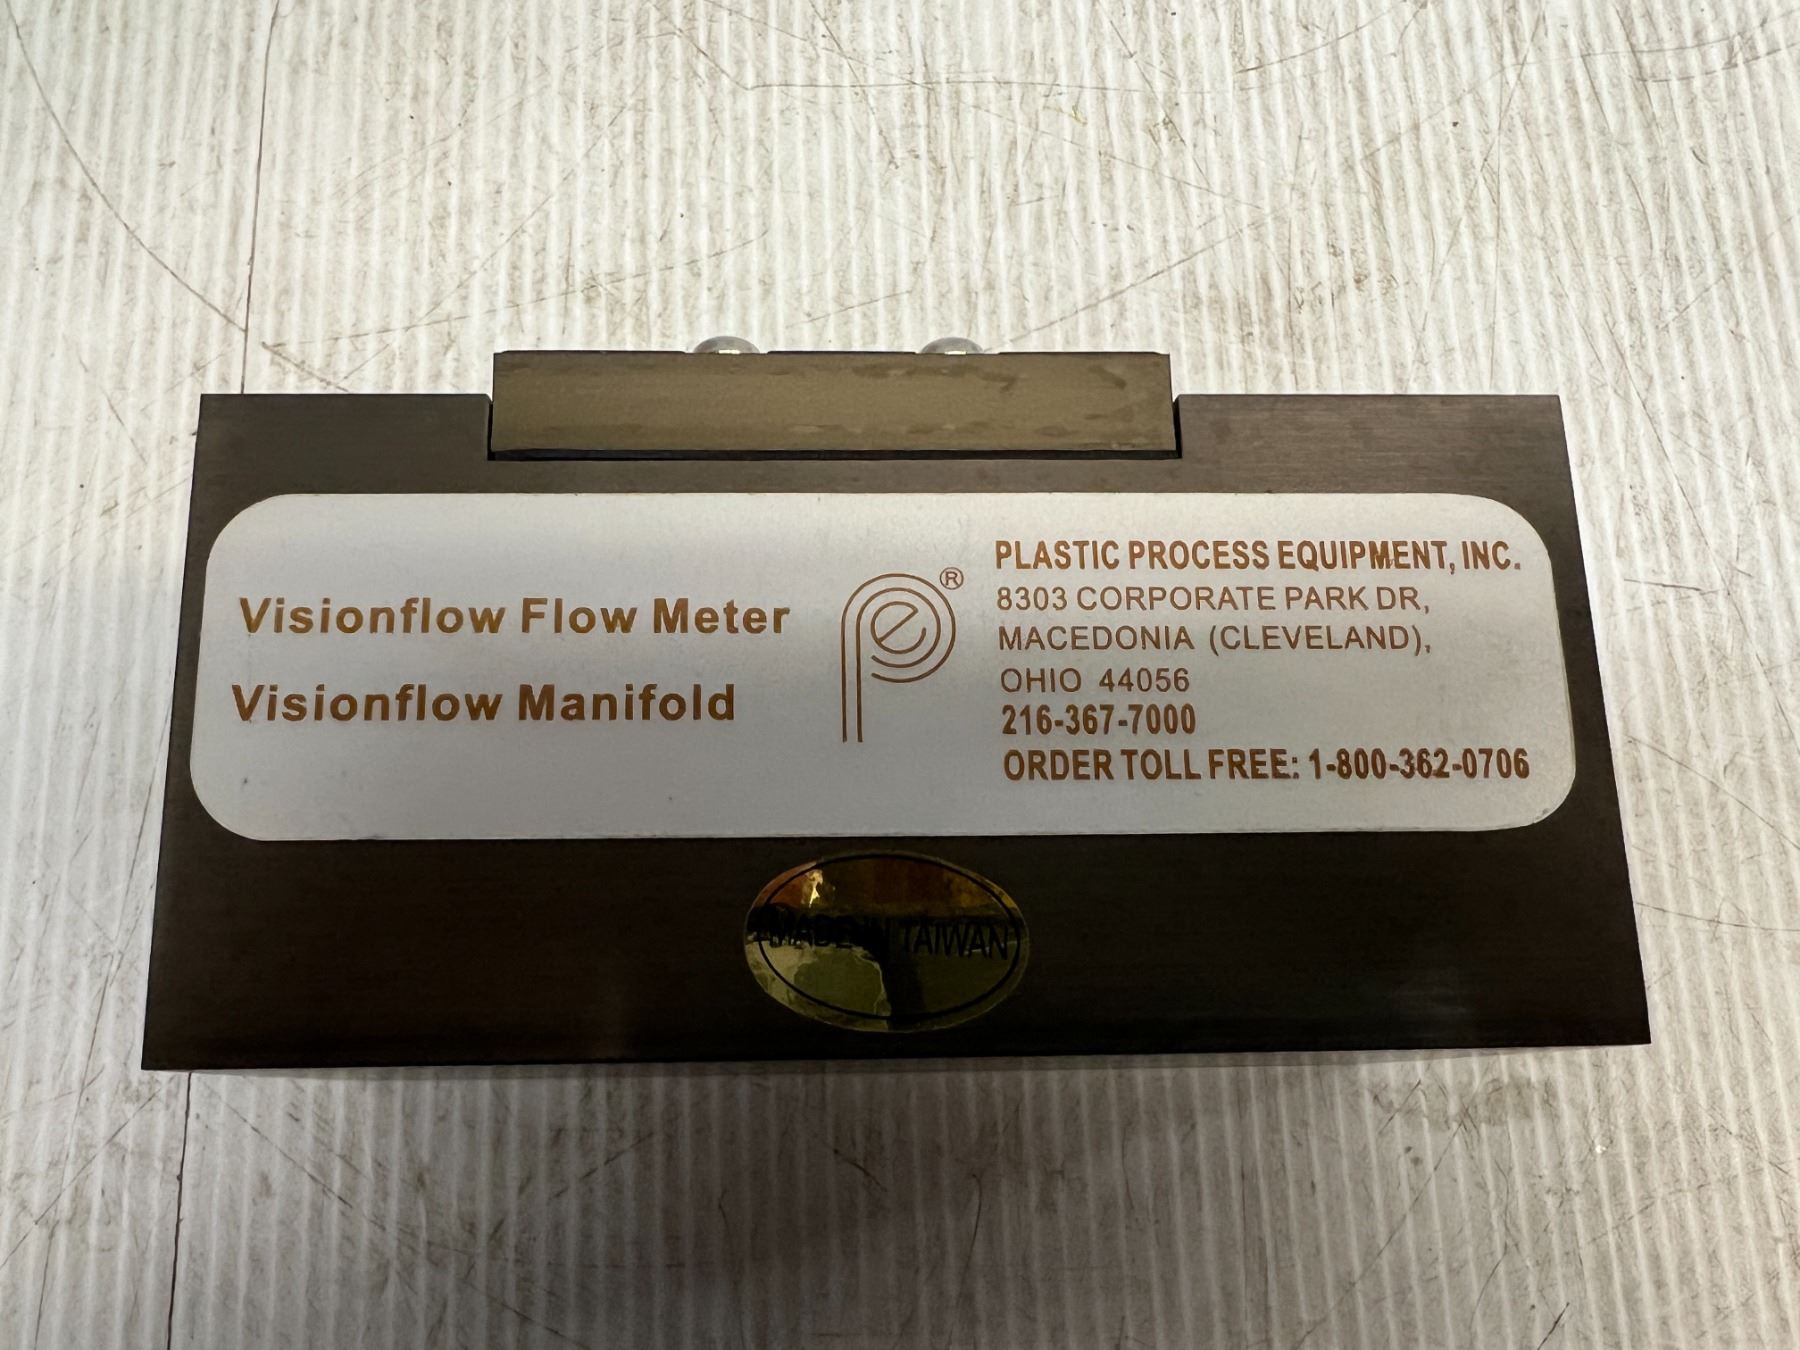 Visionflow Flow Meter
Visionflow Manifold
ppe®
PLASTIC PROCESS EQUIPMENT, INC.
8303 CORPORATE PARK DR,
MACEDONIA (CLEVELAND),
OHIO 44056
216-367-7000
ORDER TOLL FREE: 1-800-362-0706
MADE IN TAIWAN